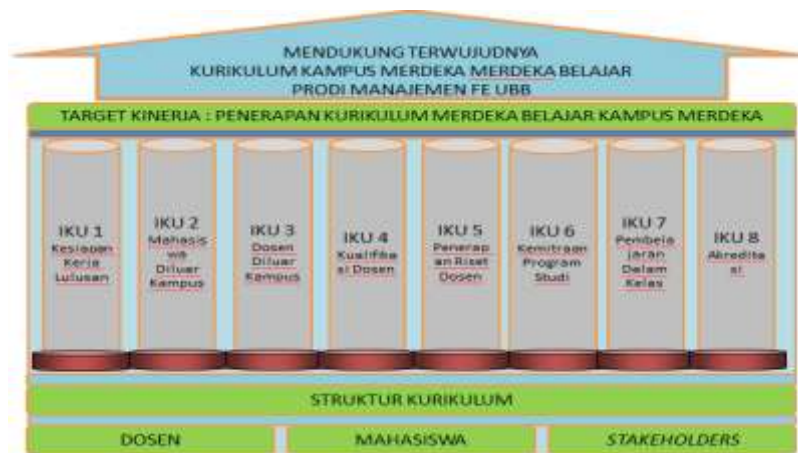 MENDUKUNG TERWUJUDNYA
KURIKULUM KAMPUS MERDEKA MERDEKA BELAJAR
PRODI MANAJEMEN FE UBB
TARGET KINERJA : PENERAPAN KURIKULUM MERDEKA BELAJAR KAMPUS MERDEKA
IKU 1
Kesiapan
Kerja
Lulusan
IKU 2
Mahasis
wa
Diluar
Kampus
IKU 3
Dosen
Diluar
Kampus
IKU 4
Kualifika
si Dosen
IKU 5
Penerap
an Riset
Dosen
IKU 6
Kemitraan
Program
Studi
IKU 7
Pembela
jaran
Dalam
Kelas
IKU 8
Akredita
si
STRUKTUR KURIKULUM
DOSEN
MAHASISWA
STAKEHOLDERS